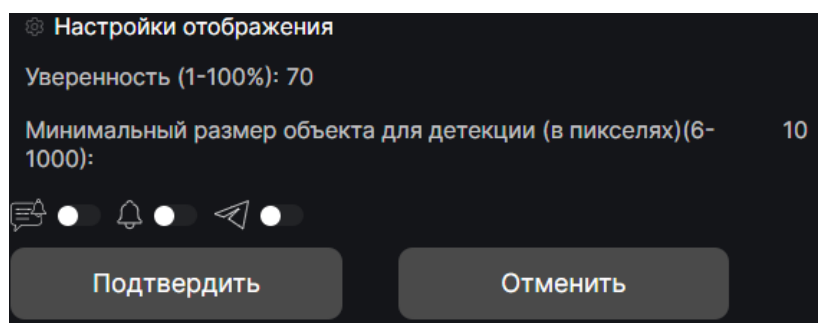 Настройки отображения
Уверенность (1-100%): 70
Минимальный размер объекта для детекции (в пикселях)(6- 10
1000):
Подтвердить Отменить